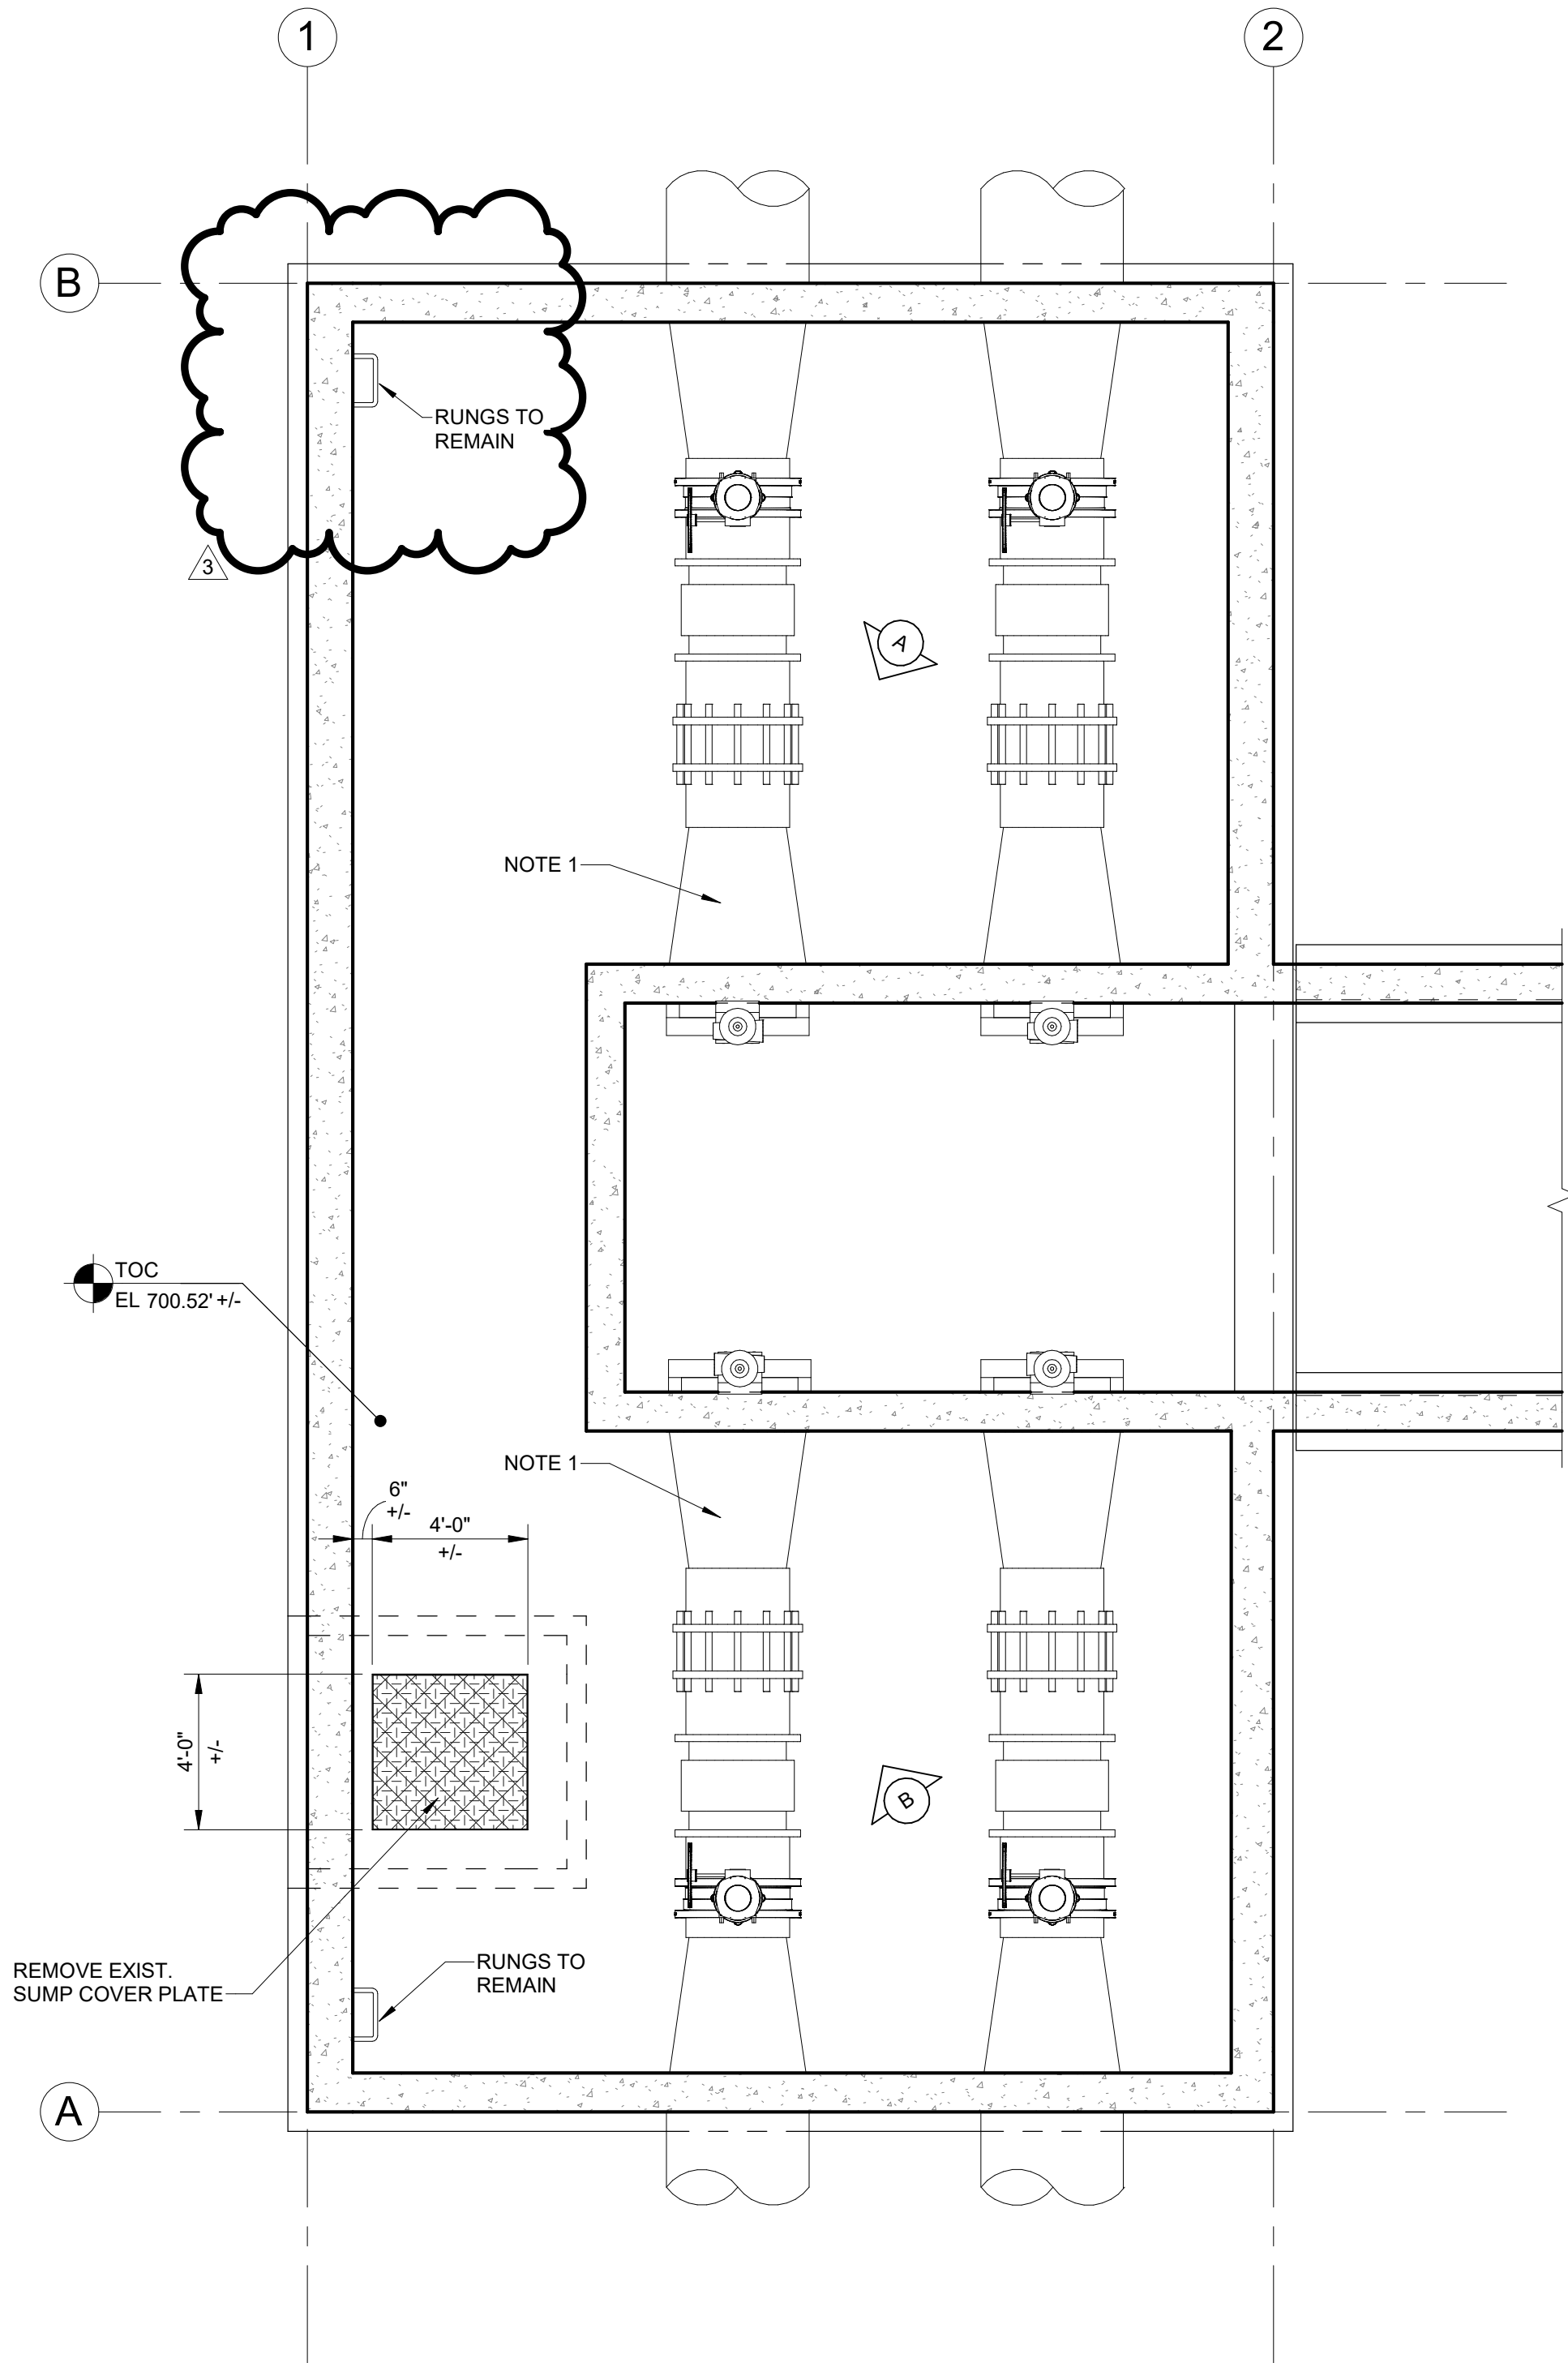 1
2
B
RUNGS TO
REMAIN
3
A
NOTE 1
TOC
EL 700.52' +/-
NOTE 1
6"
+/-
4'-0"
+/-
4'-0"
+/-
B
RUNGS TO
REMAIN
REMOVE EXIST.
SUMP COVER PLATE
A